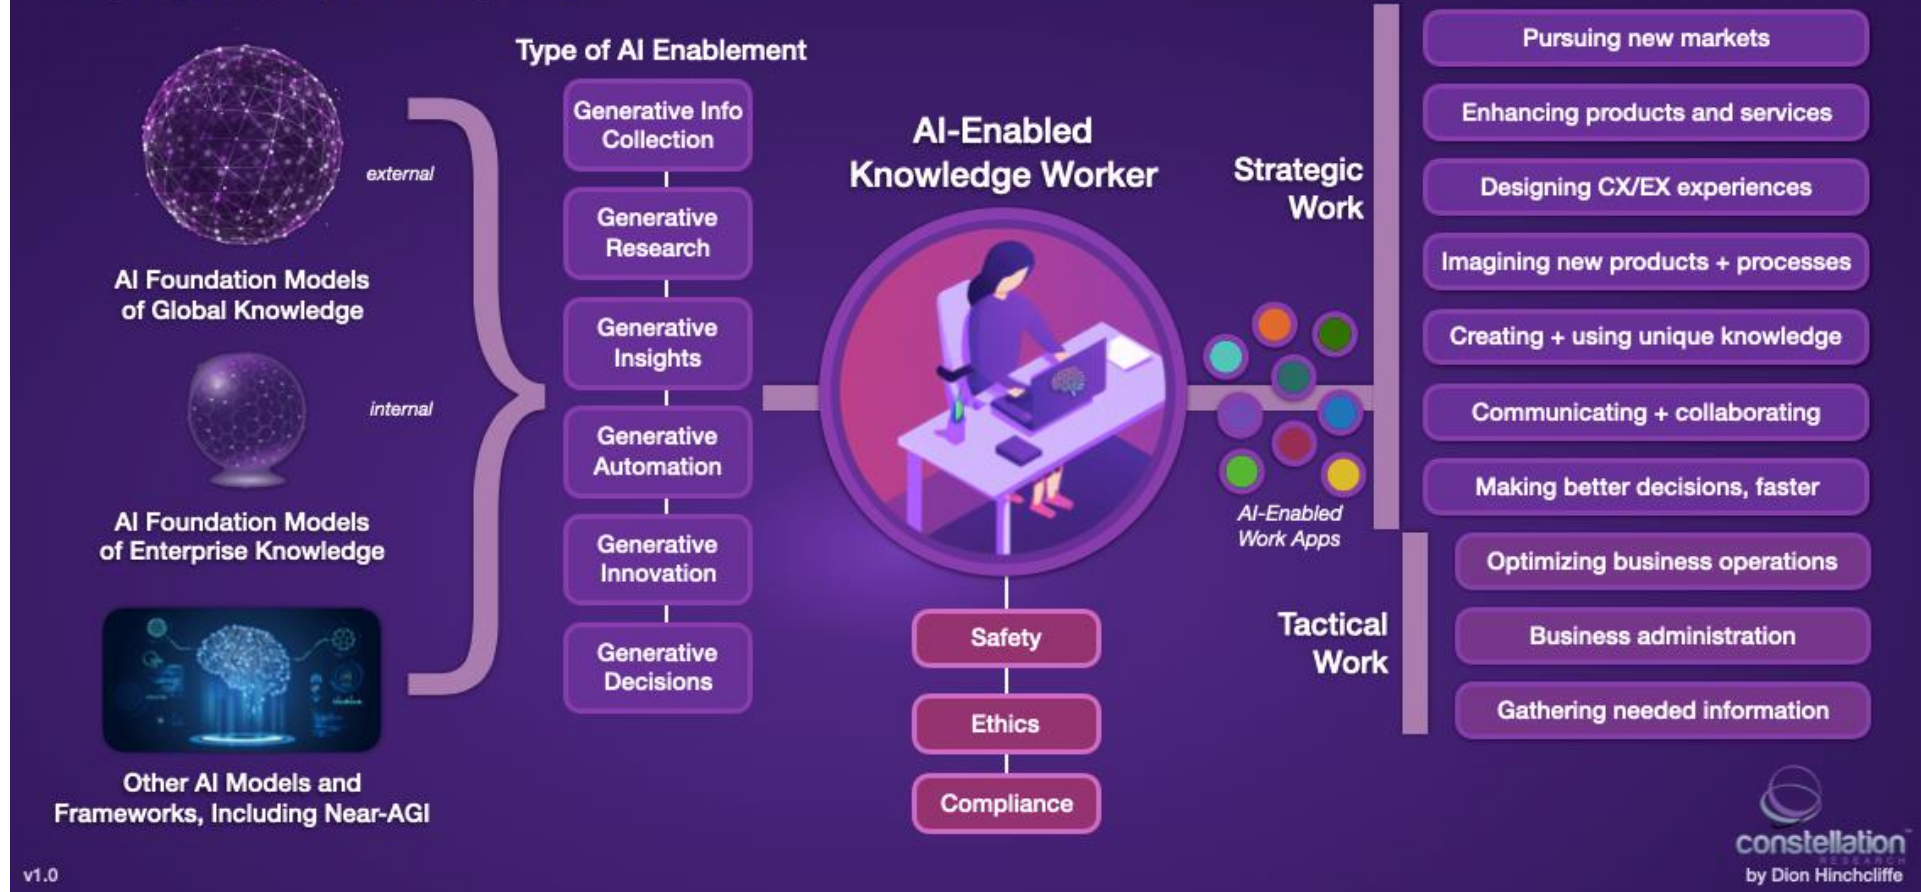 Type of AI Enablement
Generative Info
Collection
Generative
Research
Generative
Insights
Generative
Automation
Generative
Innovation
Generative
Decisions
external
AI Foundation Models
of Global Knowledge
internal
AI Foundation Models
of Enterprise Knowledge
Other AI Models and
Frameworks, Including Near-AGI
v1.0
AI-Enabled
Knowledge Worker
Safety
Ethics
Compliance
AI-Enabled
Work Apps
Strategic
Work
Pursuing new markets
Enhancing products and services
Designing CX/EX experiences
Imagining new products + processes
Creating + using unique knowledge
Communicating + collaborating
Making better decisions, faster
Tactical
Work
Optimizing business operations
Business administration
Gathering needed information
constellation
RESEARCH
by Dion Hinchcliffe